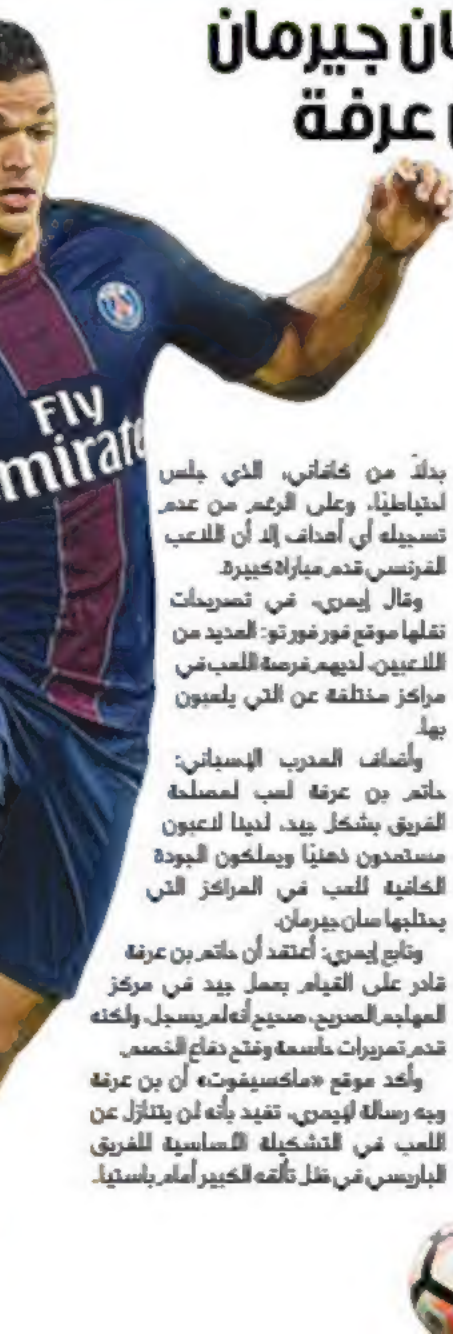 ان جيرمان
عرفة
Fly
mirate
بدلاً من كافاني، الذي جلس
احتياطيًا، وعلى الرغم من عدم
تسجيله أي أهداف إلا أن اللاعب
الفرنسي قدم مباراة كبيرة.
وقال إيمري، في تصريحات
نقلها موقع فور فور تو: العديد من
اللاعبين، لديهم فرصة اللعب في
مراكز مختلفة عن التي يلعبون
بها.
وأضاف المدرب الإسباني:
حاتم بن عرفة لعب لمصلحة
الفريق بشكل جيد، لدينا لاعبون
مستعدون ذهنيًا ويملكون الجودة
الكافية للعب في المراكز التي
يحتاجها سان جيرمان.
وتابع إيمري: أعتقد أن حاتم بن عرفة
قادر على القيام بعمل جيد في مركز
المهاجم الصريح، صحيح أنه لم يسجل، ولكنه
قدم تمريرات حاسمة وفتح دفاع الخصم.
وأكد موقع «ماكسيفوت» أن بن عرفة
وجه رسالة لإيمري، تفيد بأنه لن يتنازل عن
اللعب في التشكيلة الأساسية للفريق
الباريسي في ظل تألقه الكبير أمام باستيا.